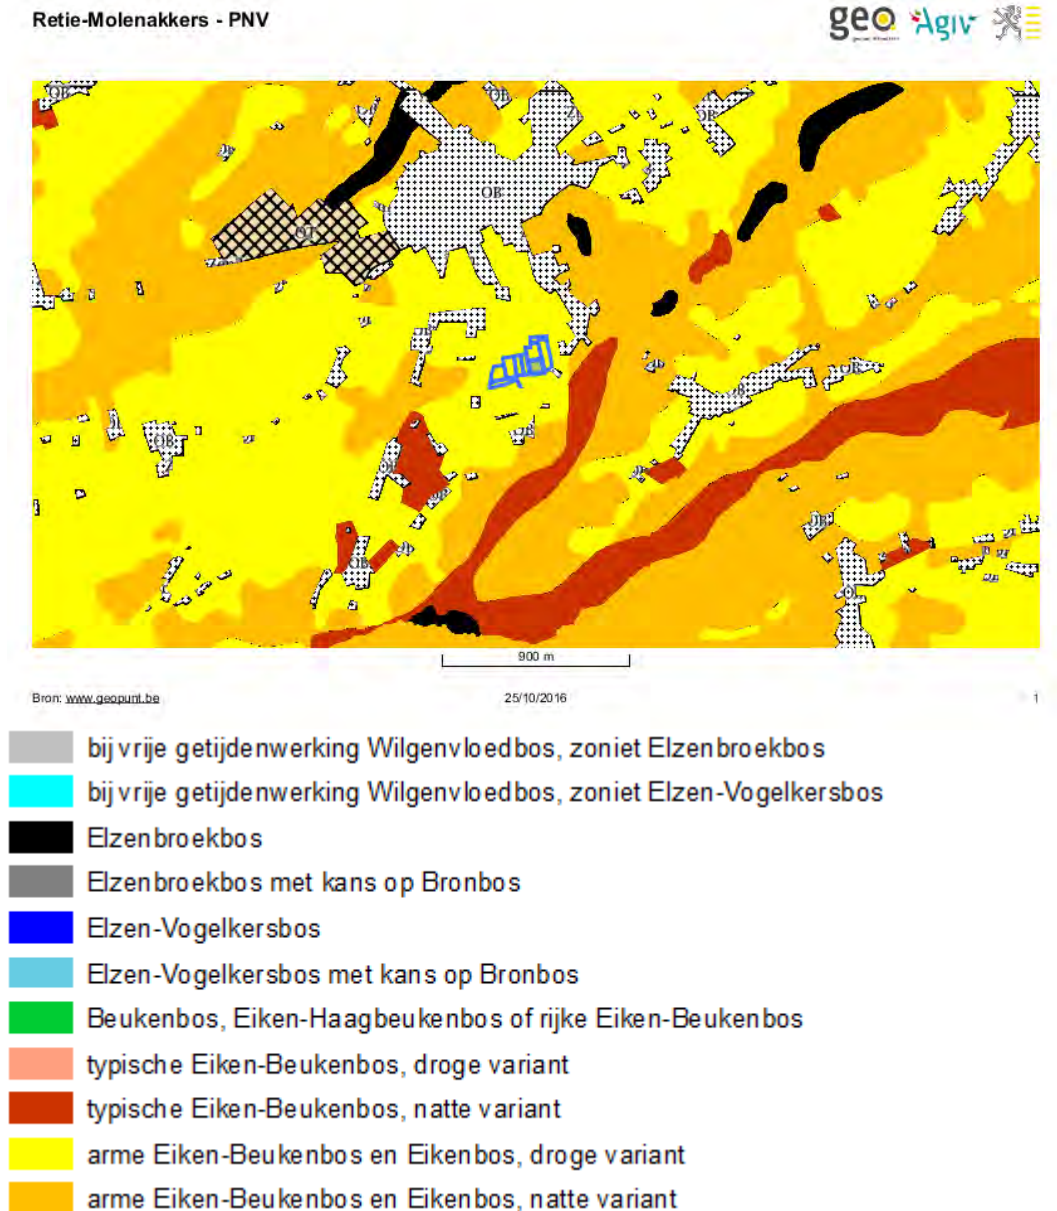 Retie-Molenakkers - PNV
geo Agiv
OB
OB
OB
OB
OB
OT
OB
OB
OB
OB
OB
OB
900 m
Bron: www.geopunt.be 25/10/2016 1
bij vrije getijdenwerking Wilgenvloedbos, zoniet Elzenbroekbos
bij vrije getijdenwerking Wilgenvloedbos, zoniet Elzen-Vogelkersbos
Elzenbroekbos
Elzenbroekbos met kans op Bronbos
Elzen-Vogelkersbos
Elzen-Vogelkersbos met kans op Bronbos
Beukenbos, Eiken-Haagbeukenbos of rijke Eiken-Beukenbos
typische Eiken-Beukenbos, droge variant
typische Eiken-Beukenbos, natte variant
arme Eiken-Beukenbos en Eikenbos, droge variant
arme Eiken-Beukenbos en Eikenbos, natte variant